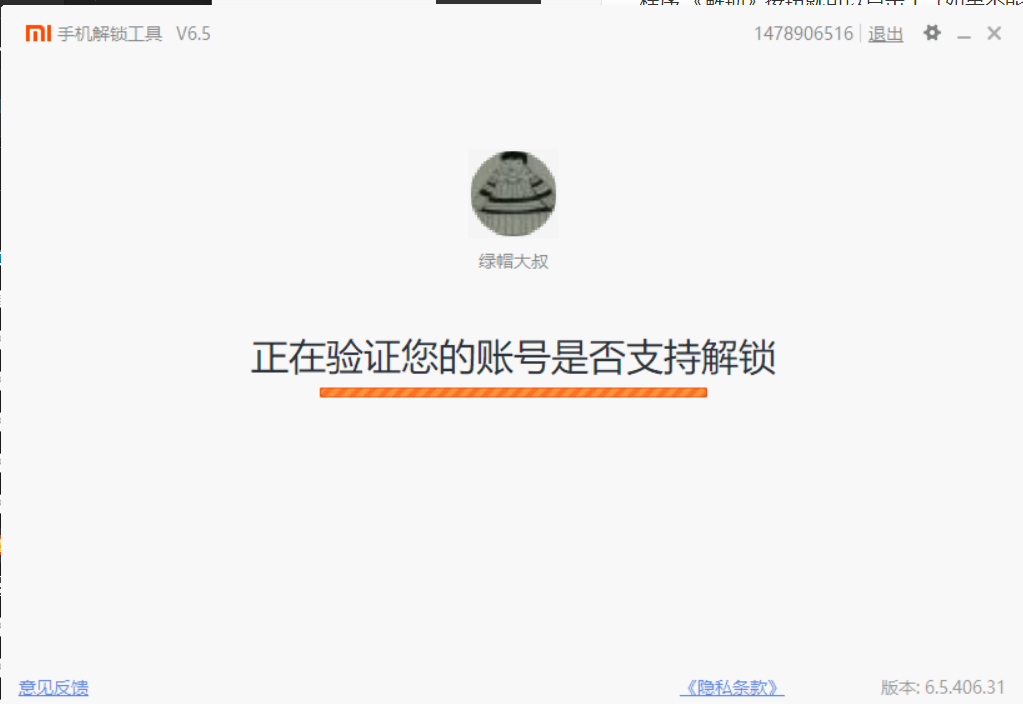 手机解锁工具 V6.5
1478906516 退出
绿帽大叔
正在验证您的账号是否支持解锁
意见反馈
《隐私条款》
版本: 6.5.406.31